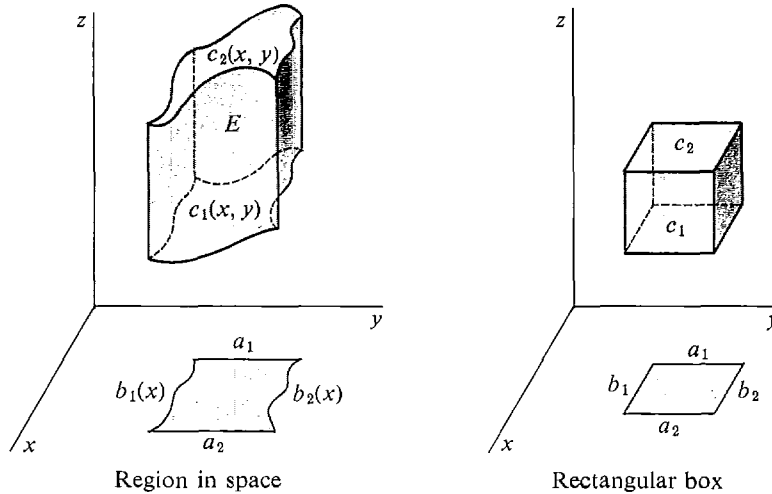 z
c₂(x, y)
E
c₁(x, y)
y
a₁
b₁(x)
b₂(x)
a₂
x
Region in space
z
c₂
c₁
y
a₁
b₁
b₂
a₂
x
Rectangular box